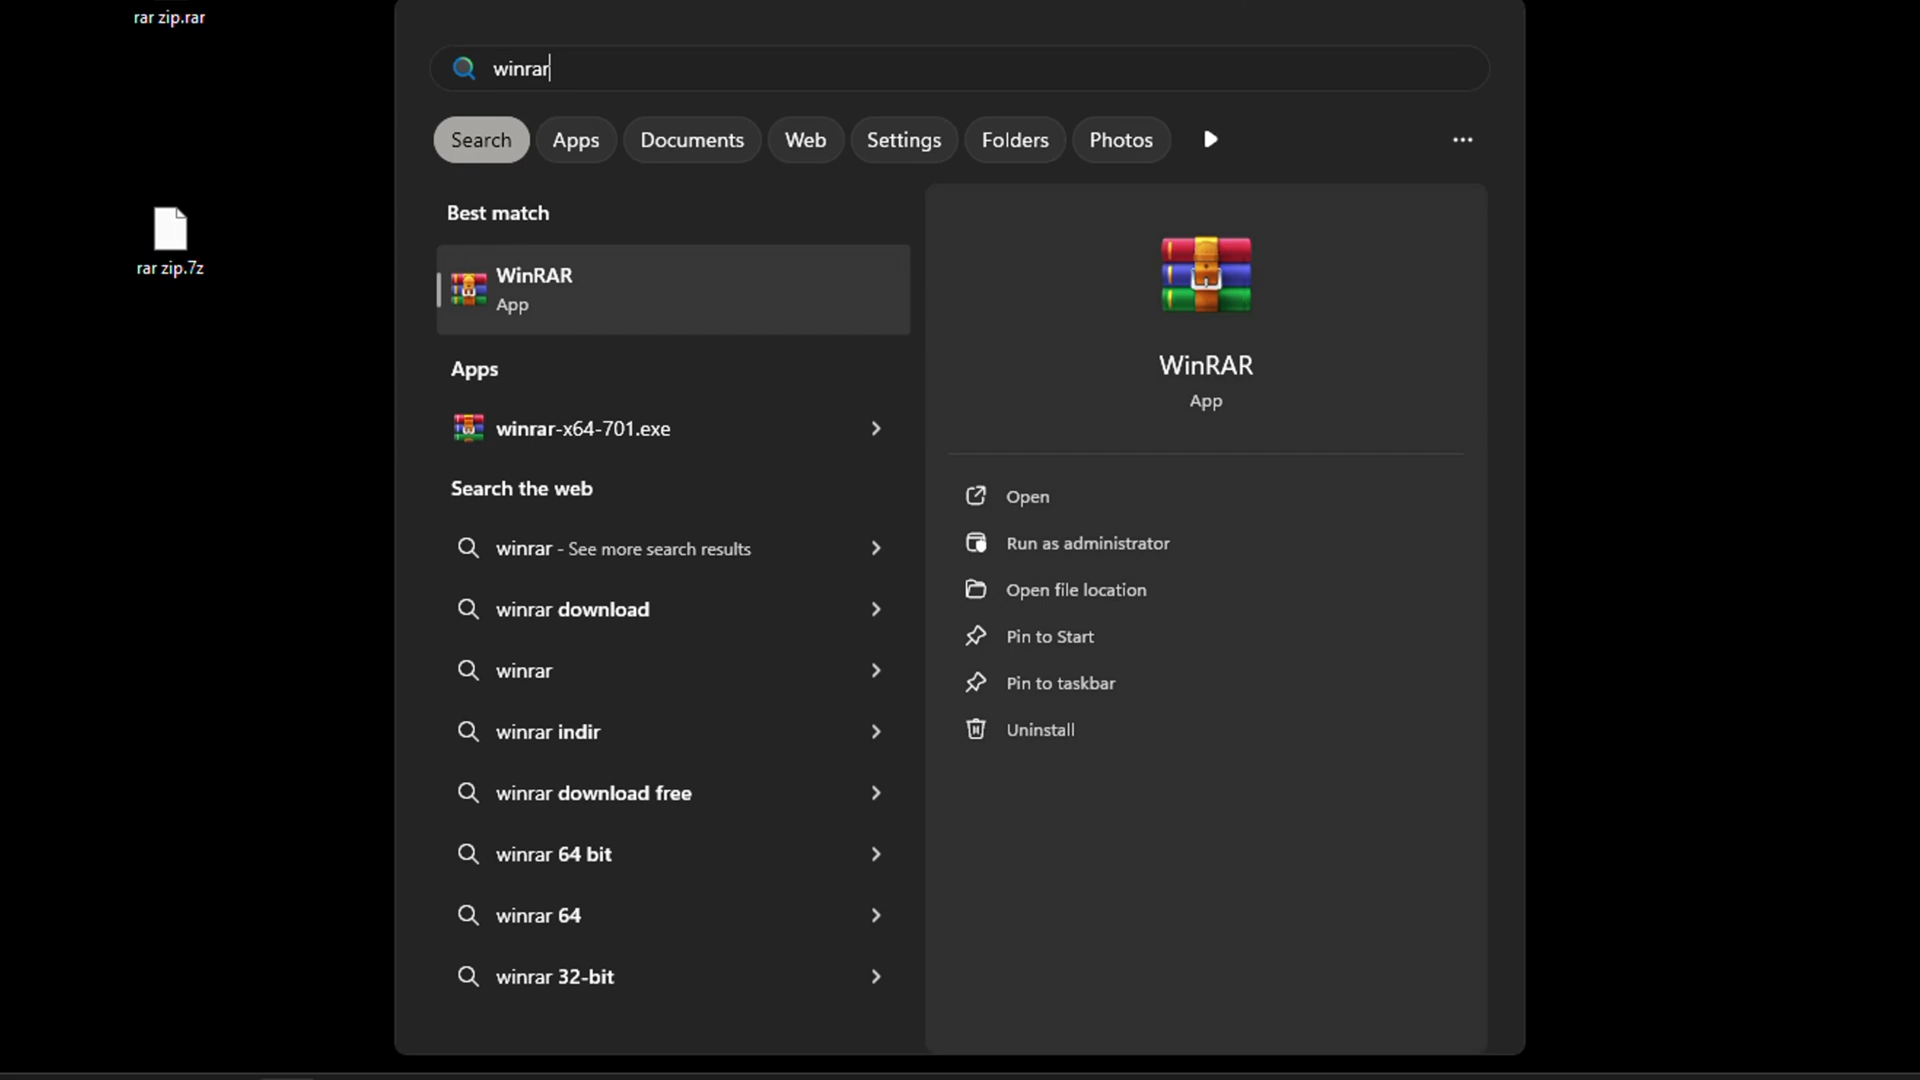 rar zip.rar
rar zip.7z
winrar
Search
Apps
Documents
Web
Settings
Folders
Photos
Best match
WinRAR
App
Apps
winrar-x64-701.exe
Search the web
winrar - See more search results
winrar download
winrar
winrar indir
winrar download free
winrar 64 bit
winrar 64
winrar 32-bit
WinRAR
App
Open
Run as administrator
Open file location
Pin to Start
Pin to taskbar
Uninstall